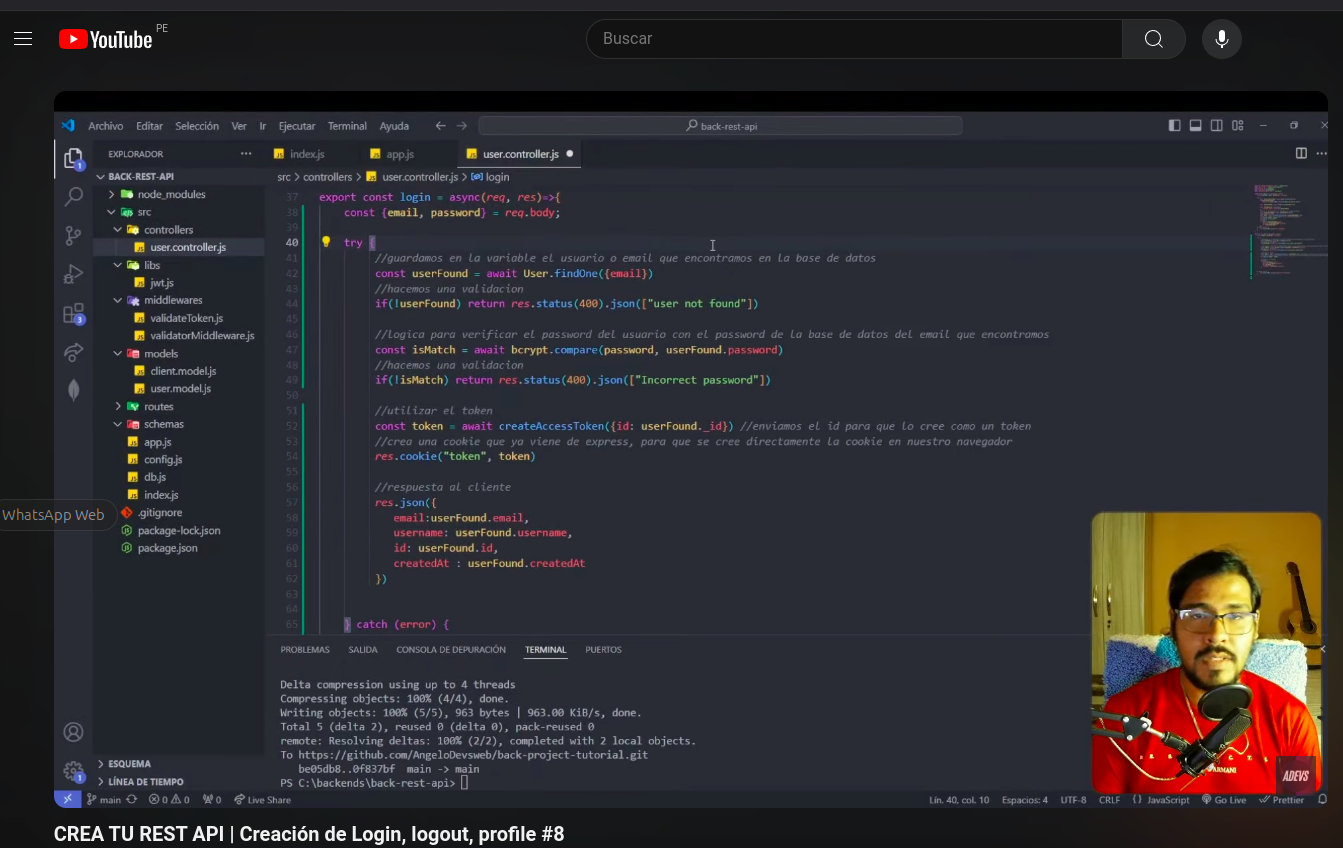 YouTube PE
Buscar
Archivo Editar Selección Ver Ir Ejecutar Terminal Ayuda
back-rest-api
EXPLORADOR
BACK-REST-API
node_modules
src
controllers
user.controller.js
libs
jwt.js
middlewares
validateToken.js
validatorMiddleware.js
models
client.model.js
user.model.js
routes
schemas
app.js
config.js
db.js
index.js
.gitignore
package-lock.json
package.json
ESQUEMA
LÍNEA DE TIEMPO
WhatsApp Web
1
3
1
index.js app.js user.controller.js
src > controllers > user.controller.js > login
37 export const login = async(req, res)=>{
38 const {email, password} = req.body;
39
40 try {
41 //guardamos en la variable el usuario o email que encontramos en la base de datos
42 const userFound = await User.findOne({email})
43 //hacemos una validacion
44 if(!userFound) return res.status(400).json(["user not found"])
45
46 //logica para verificar el password del usuario con el password de la base de datos del email que encontramos
47 const isMatch = await bcrypt.compare(password, userFound.password)
48 //hacemos una validacion
49 if(!isMatch) return res.status(400).json(["Incorrect password"])
50
51 //utilizar el token
52 const token = await createAccessToken({id: userFound._id}) //enviamos el id para que lo cree como un token
53 //crea una cookie que ya viene de express, para que se cree directamente la cookie en nuestro navegador
54 res.cookie("token", token)
55
56 //respuesta al cliente
57 res.json({
58 email:userFound.email,
59 username: userFound.username,
60 id: userFound.id,
61 createdAt : userFound.createdAt
62 })
63
64
65 } catch (error) {
PROBLEMAS SALIDA CONSOLA DE DEPURACIÓN TERMINAL PUERTOS
Delta compression using up to 4 threads
Compressing objects: 100% (4/4), done.
Writing objects: 100% (5/5), 963 bytes | 963.00 KiB/s, done.
Total 5 (delta 2), reused 0 (delta 0), pack-reused 0
remote: Resolving deltas: 100% (2/2), completed with 2 local objects.
To https://github.com/AngeloDevsweb/back-project-tutorial.git
be05db8..0f837bf main -> main
PS C:\backends\back-rest-api>
ARMANI
ADEVS
main 0 0 0 Live Share
Lín. 40, col. 10 Espacios: 4 UTF-8 CRLF {} JavaScript Go Live Prettier
CREA TU REST API | Creación de Login, logout, profile #8